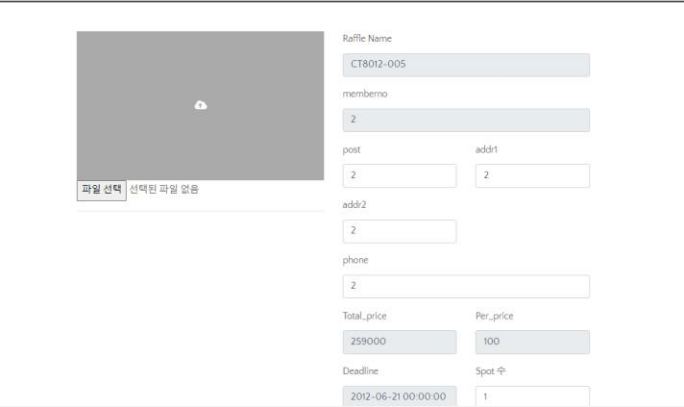 파일 선택 선택된 파일 없음
Raffle Name
CT8012-005
memberno
2
post addr1
2 2
addr2
2
phone
2
Total_price Per_price
259000 100
Deadline Spot 수
2012-06-21 00:00:00 1